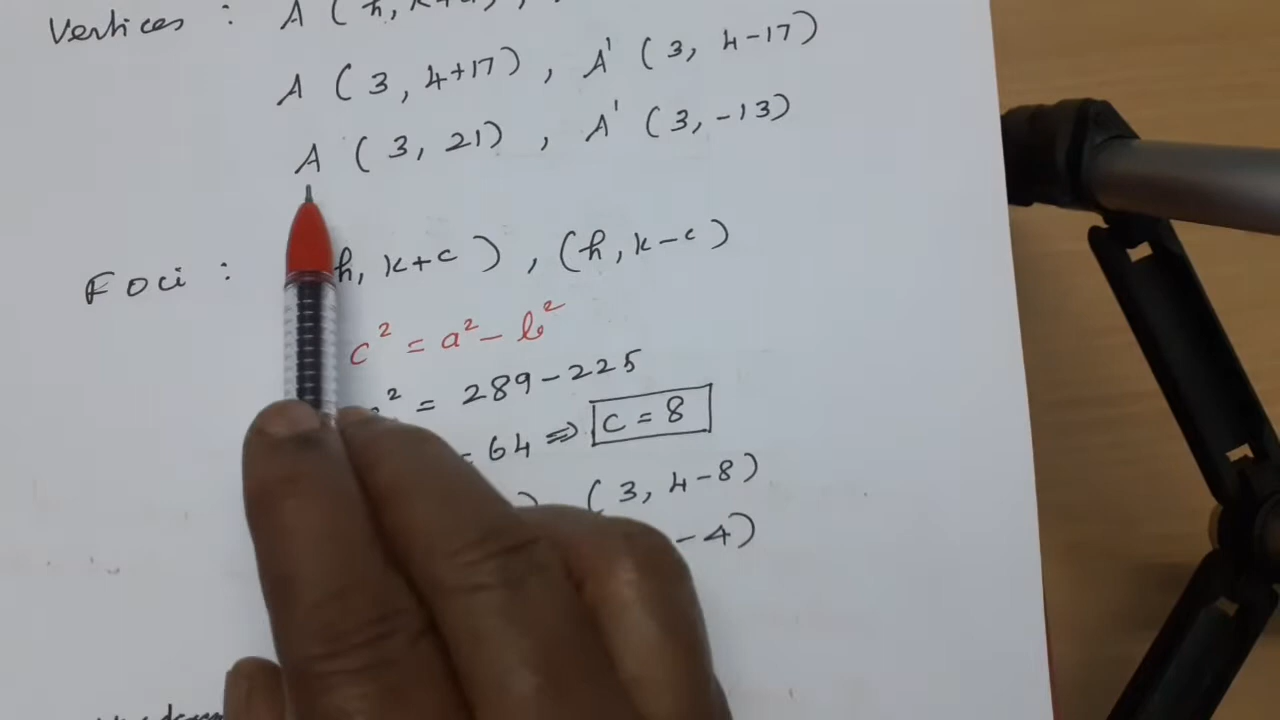 Vertices : A ( h, k+
A ( 3, 4+17) , A' ( 3, 4-17 )
A ( 3, 21) , A' ( 3, -13)
Foci : h, k+c ) , ( h, k-c )
c² = a² - b²
² = 289-225
= 64 ⇒ c = 8
) ( 3, 4-8 )
-4)